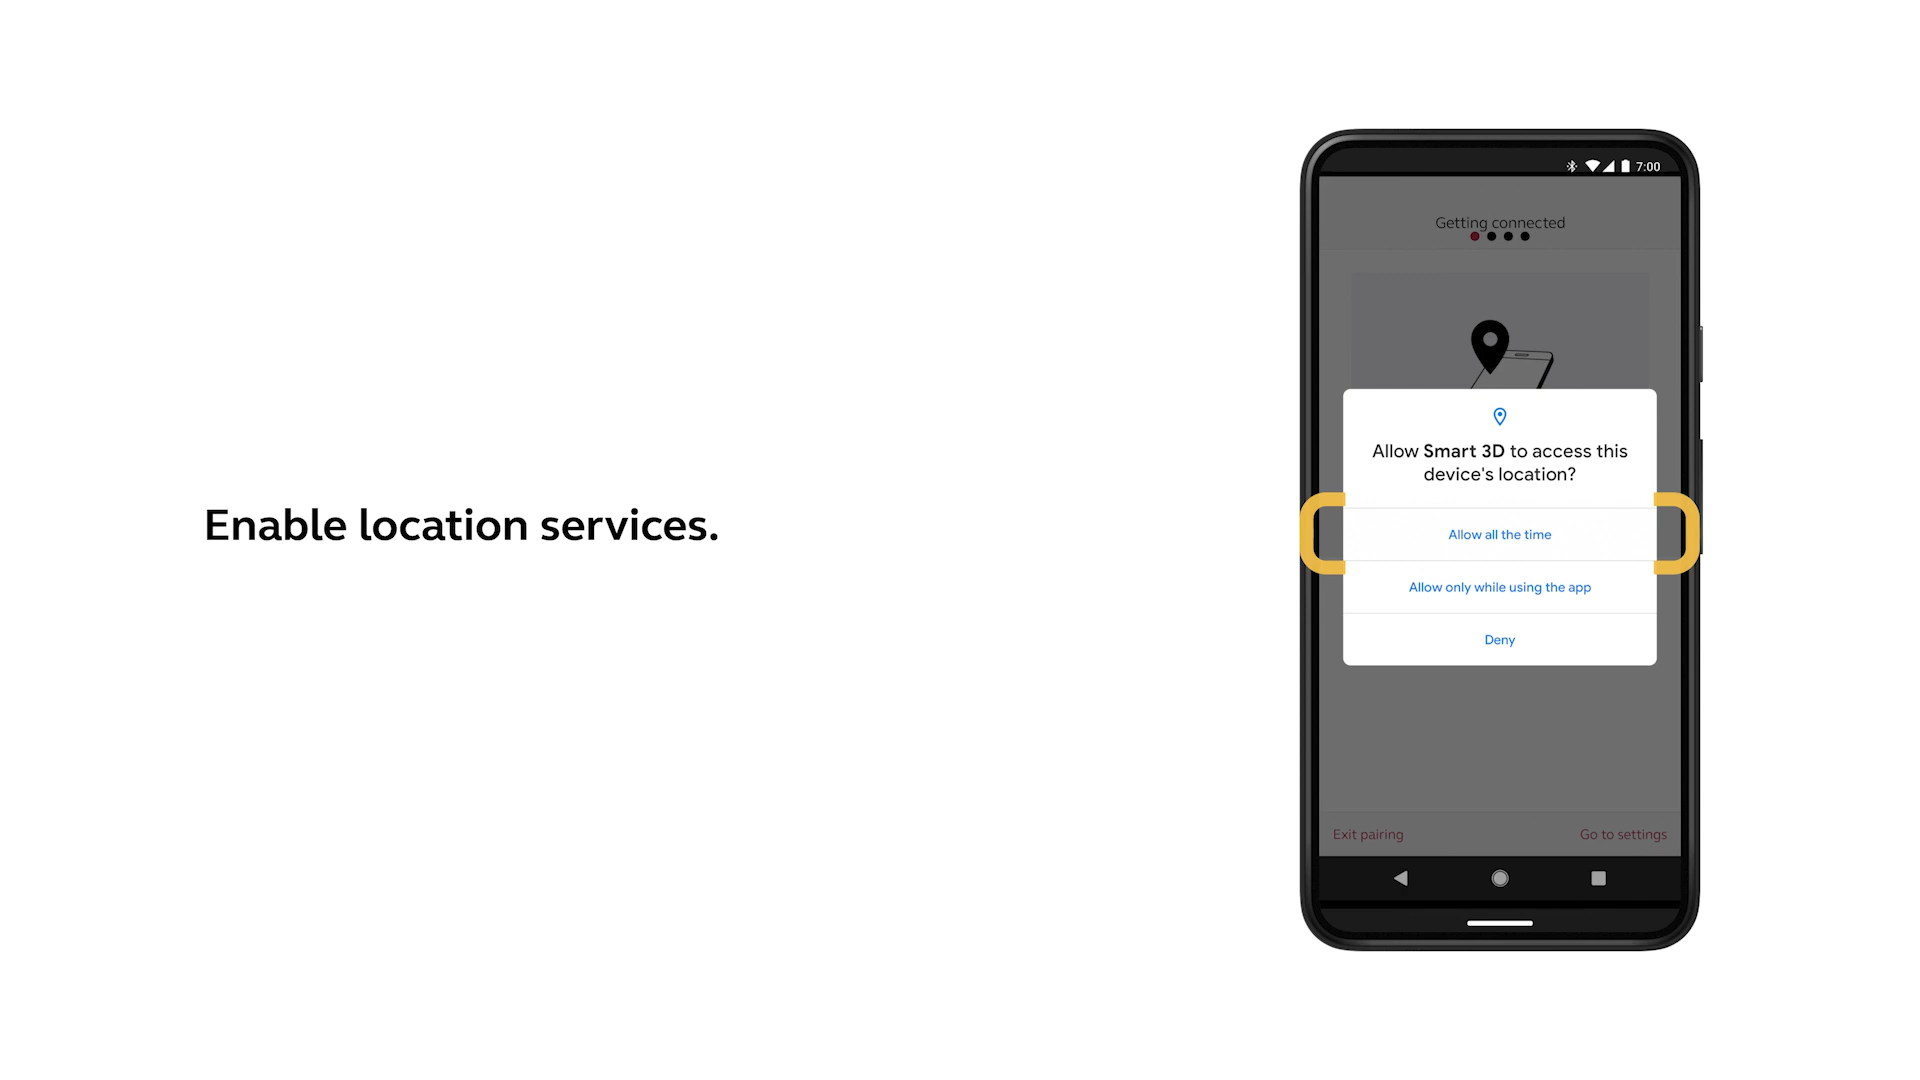 Enable location services.
7:00
Getting connected
Allow Smart 3D to access this
device's location?
Allow all the time
Allow only while using the app
Deny
Exit pairing
Go to settings